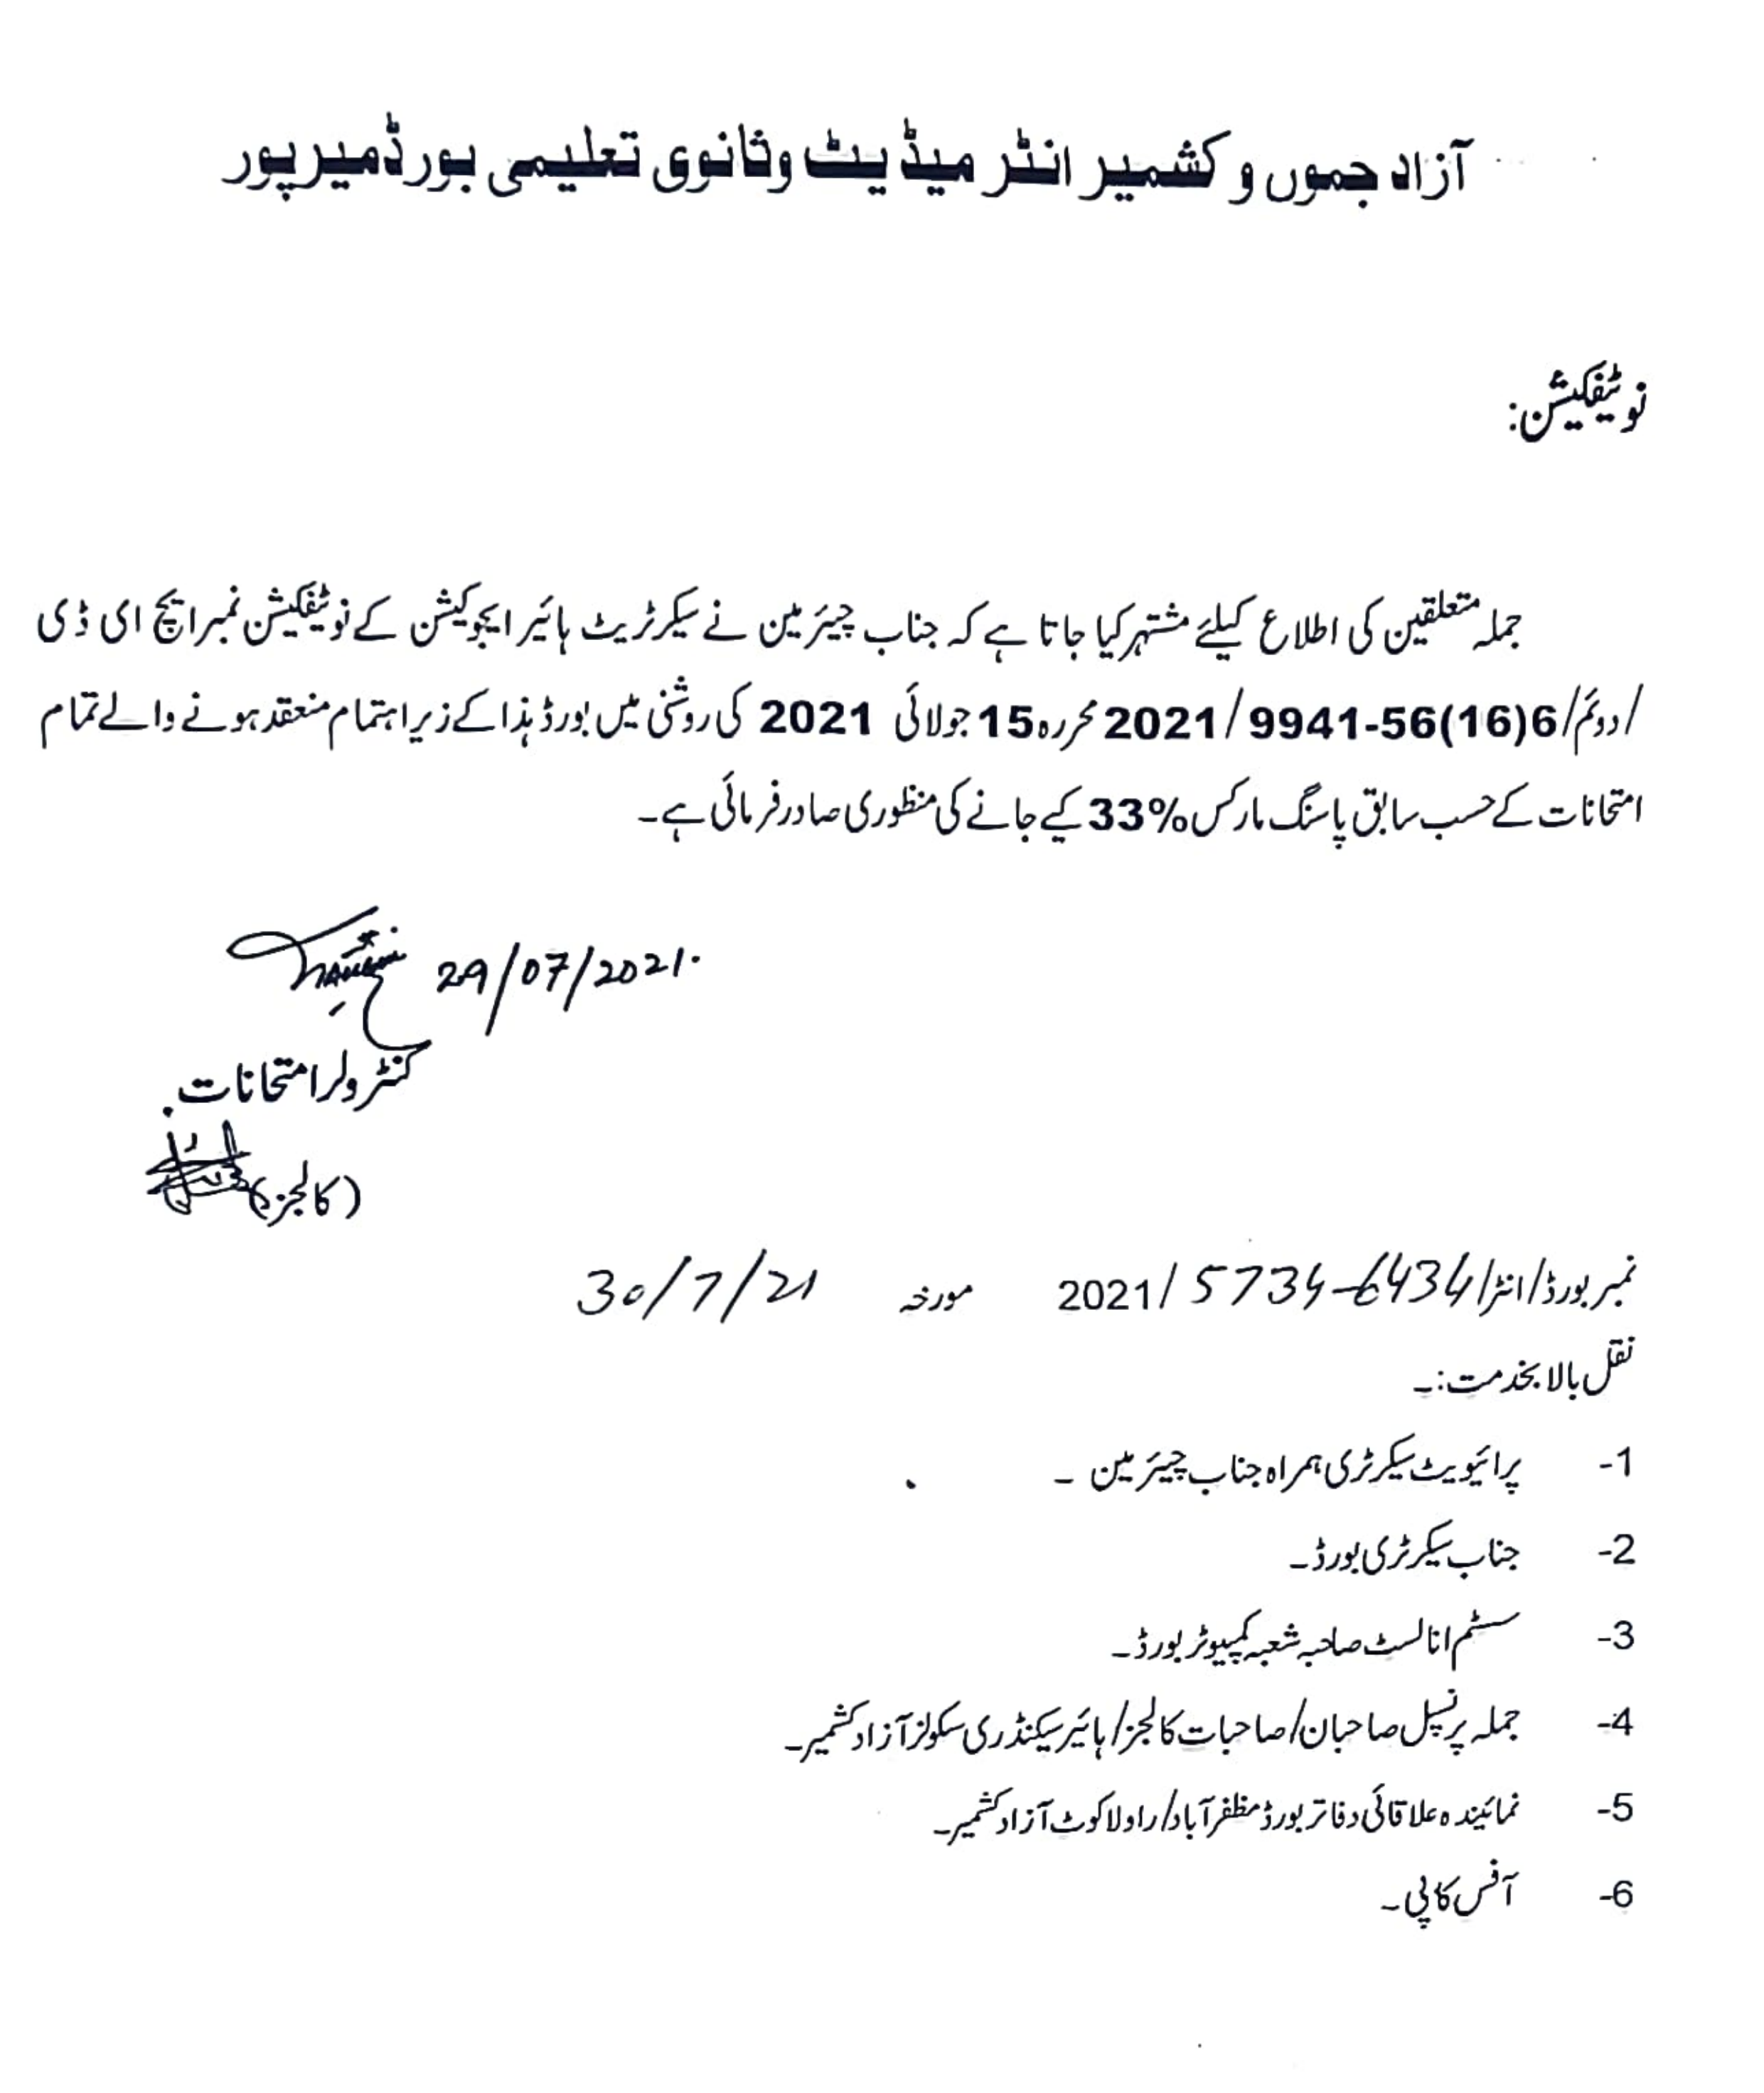 آزاد جموں و کشمیر انٹر میڈیٹ وثانوی تعلیمی بورڈ میرپور
نوٹیفکیشن:
جملہ متعلقین کی اطلاع کیلئے مشتہر کیا جاتا ہے کہ جناب چیئرمین نے سیکرٹریٹ ہائیر ایجوکیشن کے نوٹیفکیشن نمبر ایچ ای ڈی
/دوئم/6(16)56-9941/2021 محررہ 15 جولائی 2021 کی روشنی میں بورڈ ہذا کے زیر اہتمام منعقد ہونے والے تمام
امتحانات کے حسب سابق پاسنگ مارکس 33% کیے جانے کی منظوری صادر فرمائی ہے۔
29/07/2021.
کنٹرولر امتحانات
(کالجز)
نمبر بورڈ/انٹر/5734-6434/2021 مورخہ 30/7/21
نقل بالا بخدمت:۔
1- پرائیویٹ سیکرٹری ہمراہ جناب چیئرمین ۔
2- جناب سیکرٹری بورڈ۔
3- سسٹم انالسٹ صاحبہ شعبہ کمپیوٹر بورڈ۔
4- جملہ پرنسپل صاحبان/صاحبات کالجز/ہائیر سیکنڈری سکولز آزاد کشمیر۔
5- نمائیندہ علاقائی دفاتر بورڈ مظفرآباد/راولاکوٹ آزاد کشمیر۔
6- آفس کاپی۔